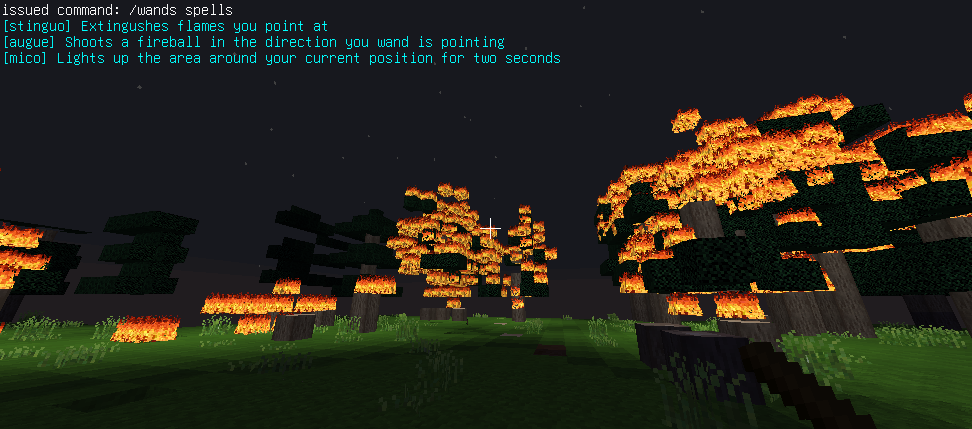 issued command: /wands spells
[stinguo] Extingushes flames you point at
[augue] Shoots a fireball in the direction you wand is pointing
[mico] Lights up the area around your current position for two seconds